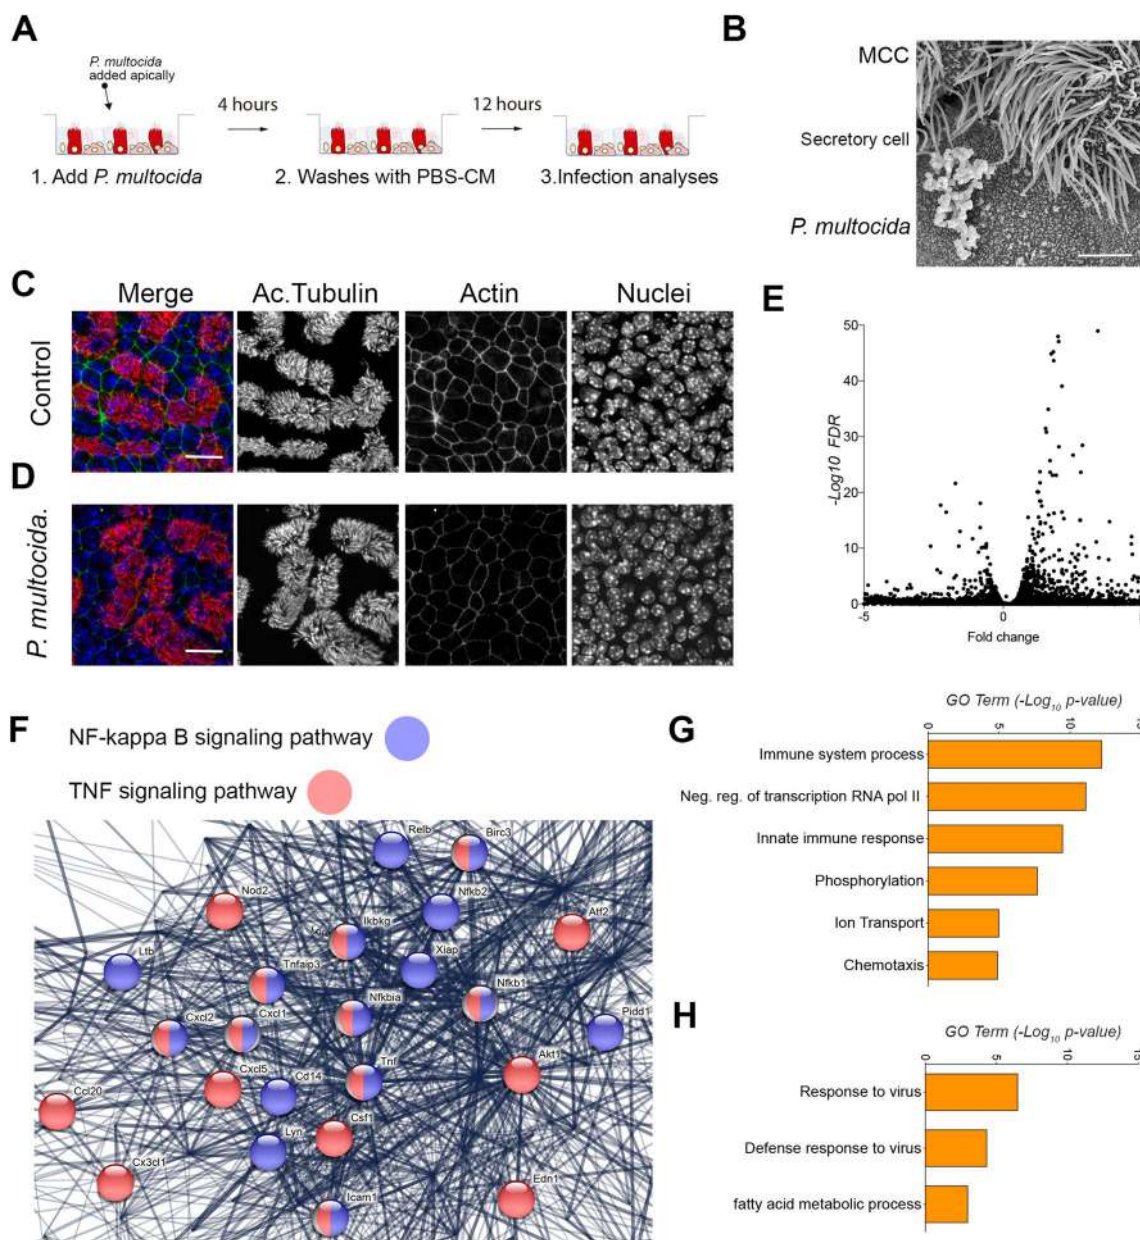 A
P. multocida
added apically
4 hours
12 hours
1. Add P. multocida
2. Washes with PBS-CM
3.Infection analyses
B
MCC
Secretory cell
P. multocida
C
Merge
Ac.Tubulin
Actin
Nuclei
Control
D
P. multocida.
E
-Log10 FDR
50
40
30
20
10
0
-5
0
5
Fold change
F
NF-kappa B signaling pathway
TNF signaling pathway
Relb
Birc3
Nod2
Nfkb2
Atf2
Ikbkg
Xiap
Ltb
Tnfaip3
Nfkb1
Nfkbia
Cxcl2
Cxcl1
Pidd1
Tnf
Akt1
Cxcl5
Cd14
Ccl20
Csf1
Lyn
Cx3cl1
Edn1
Icam1
G
GO Term (-Log10 p-value)
0
5
10
15
Immune system process
Neg. reg. of transcription RNA pol II
Innate immune response
Phosphorylation
Ion Transport
Chemotaxis
H
GO Term (-Log10 p-value)
0
5
10
15
Response to virus
Defense response to virus
fatty acid metabolic process